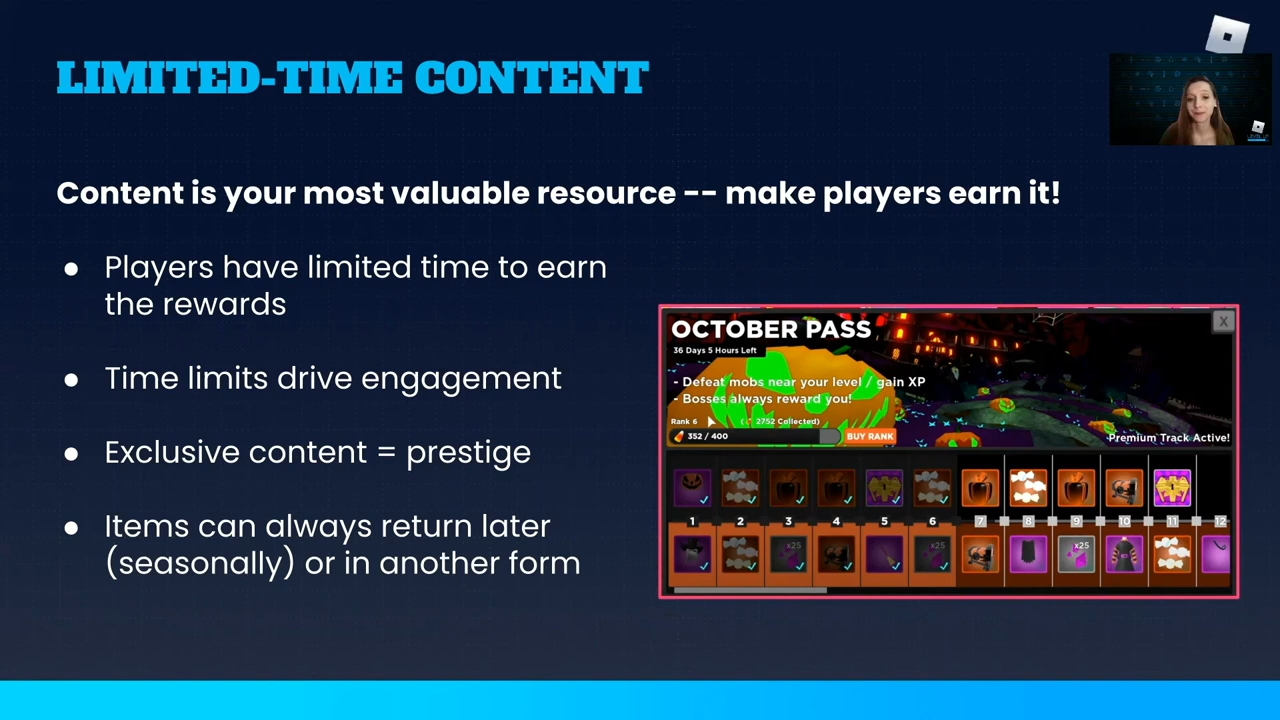 LIMITED-TIME CONTENT
Content is your most valuable resource -- make players earn it!
● Players have limited time to earn
the rewards
● Time limits drive engagement
● Exclusive content = prestige
● Items can always return later
(seasonally) or in another form
OCTOBER PASS
X
36 Days 5 Hours Left
- Defeat mobs near your level / gain XP
- Bosses always reward you!
Rank 6 2752 Collected)
352 / 400 BUY RANK
Premium Track Active!
1 2 3 4 5 6 7 8 9 10 11 12
x25 x25 x25